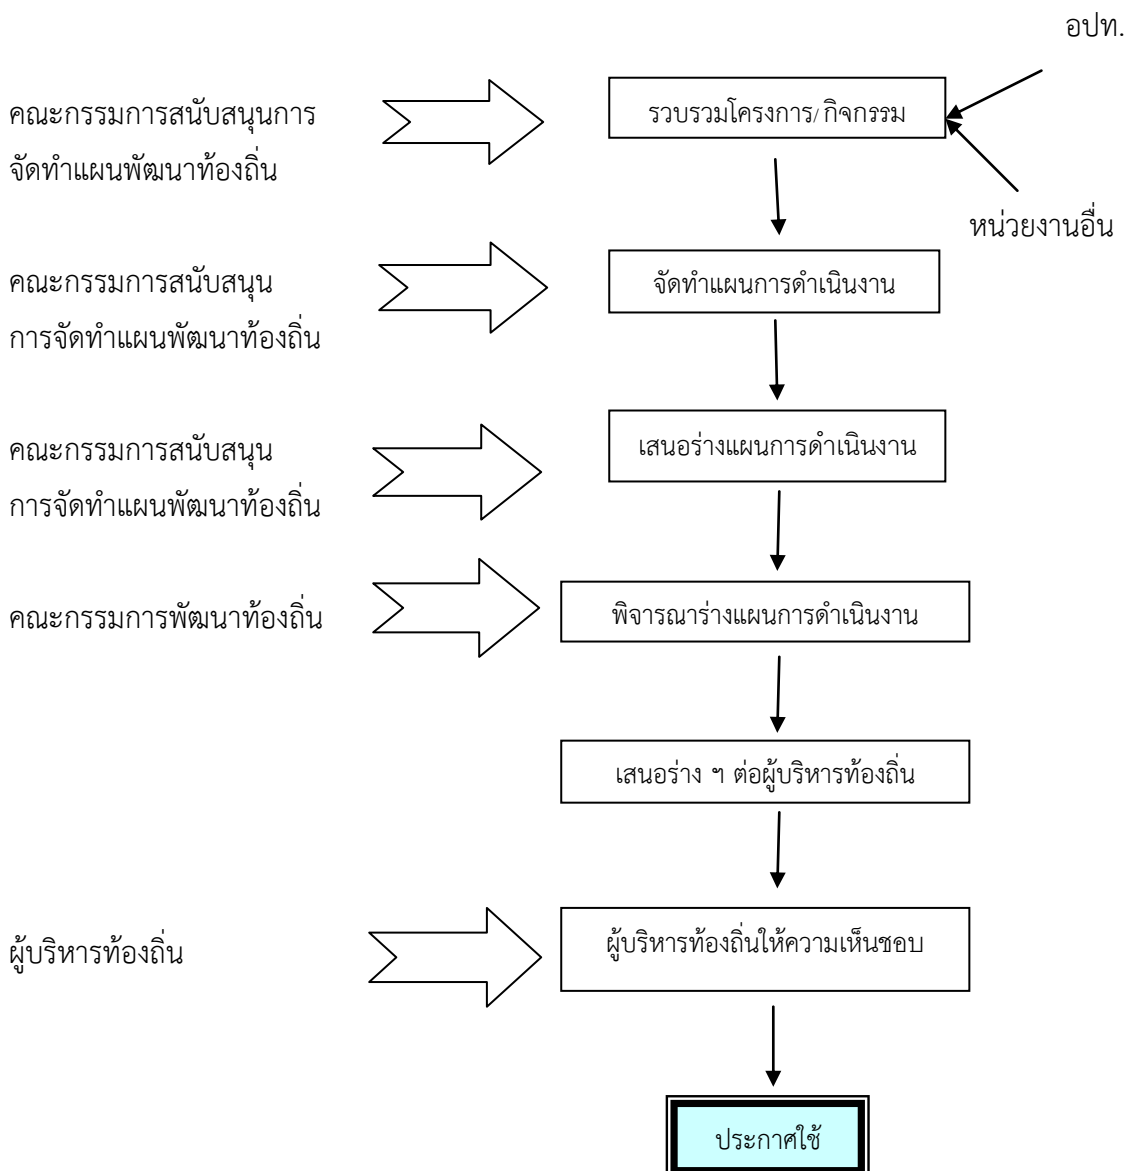 อปท.
คณะกรรมการสนับสนุนการ
จัดทำแผนพัฒนาท้องถิ่น
รวบรวมโครงการ/กิจกรรม
หน่วยงานอื่น
คณะกรรมการสนับสนุน
การจัดทำแผนพัฒนาท้องถิ่น
จัดทำแผนการดำเนินงาน
คณะกรรมการสนับสนุน
การจัดทำแผนพัฒนาท้องถิ่น
เสนอร่างแผนการดำเนินงาน
คณะกรรมการพัฒนาท้องถิ่น
พิจารณาร่างแผนการดำเนินงาน
เสนอร่าง ฯ ต่อผู้บริหารท้องถิ่น
ผู้บริหารท้องถิ่น
ผู้บริหารท้องถิ่นให้ความเห็นชอบ
ประกาศใช้